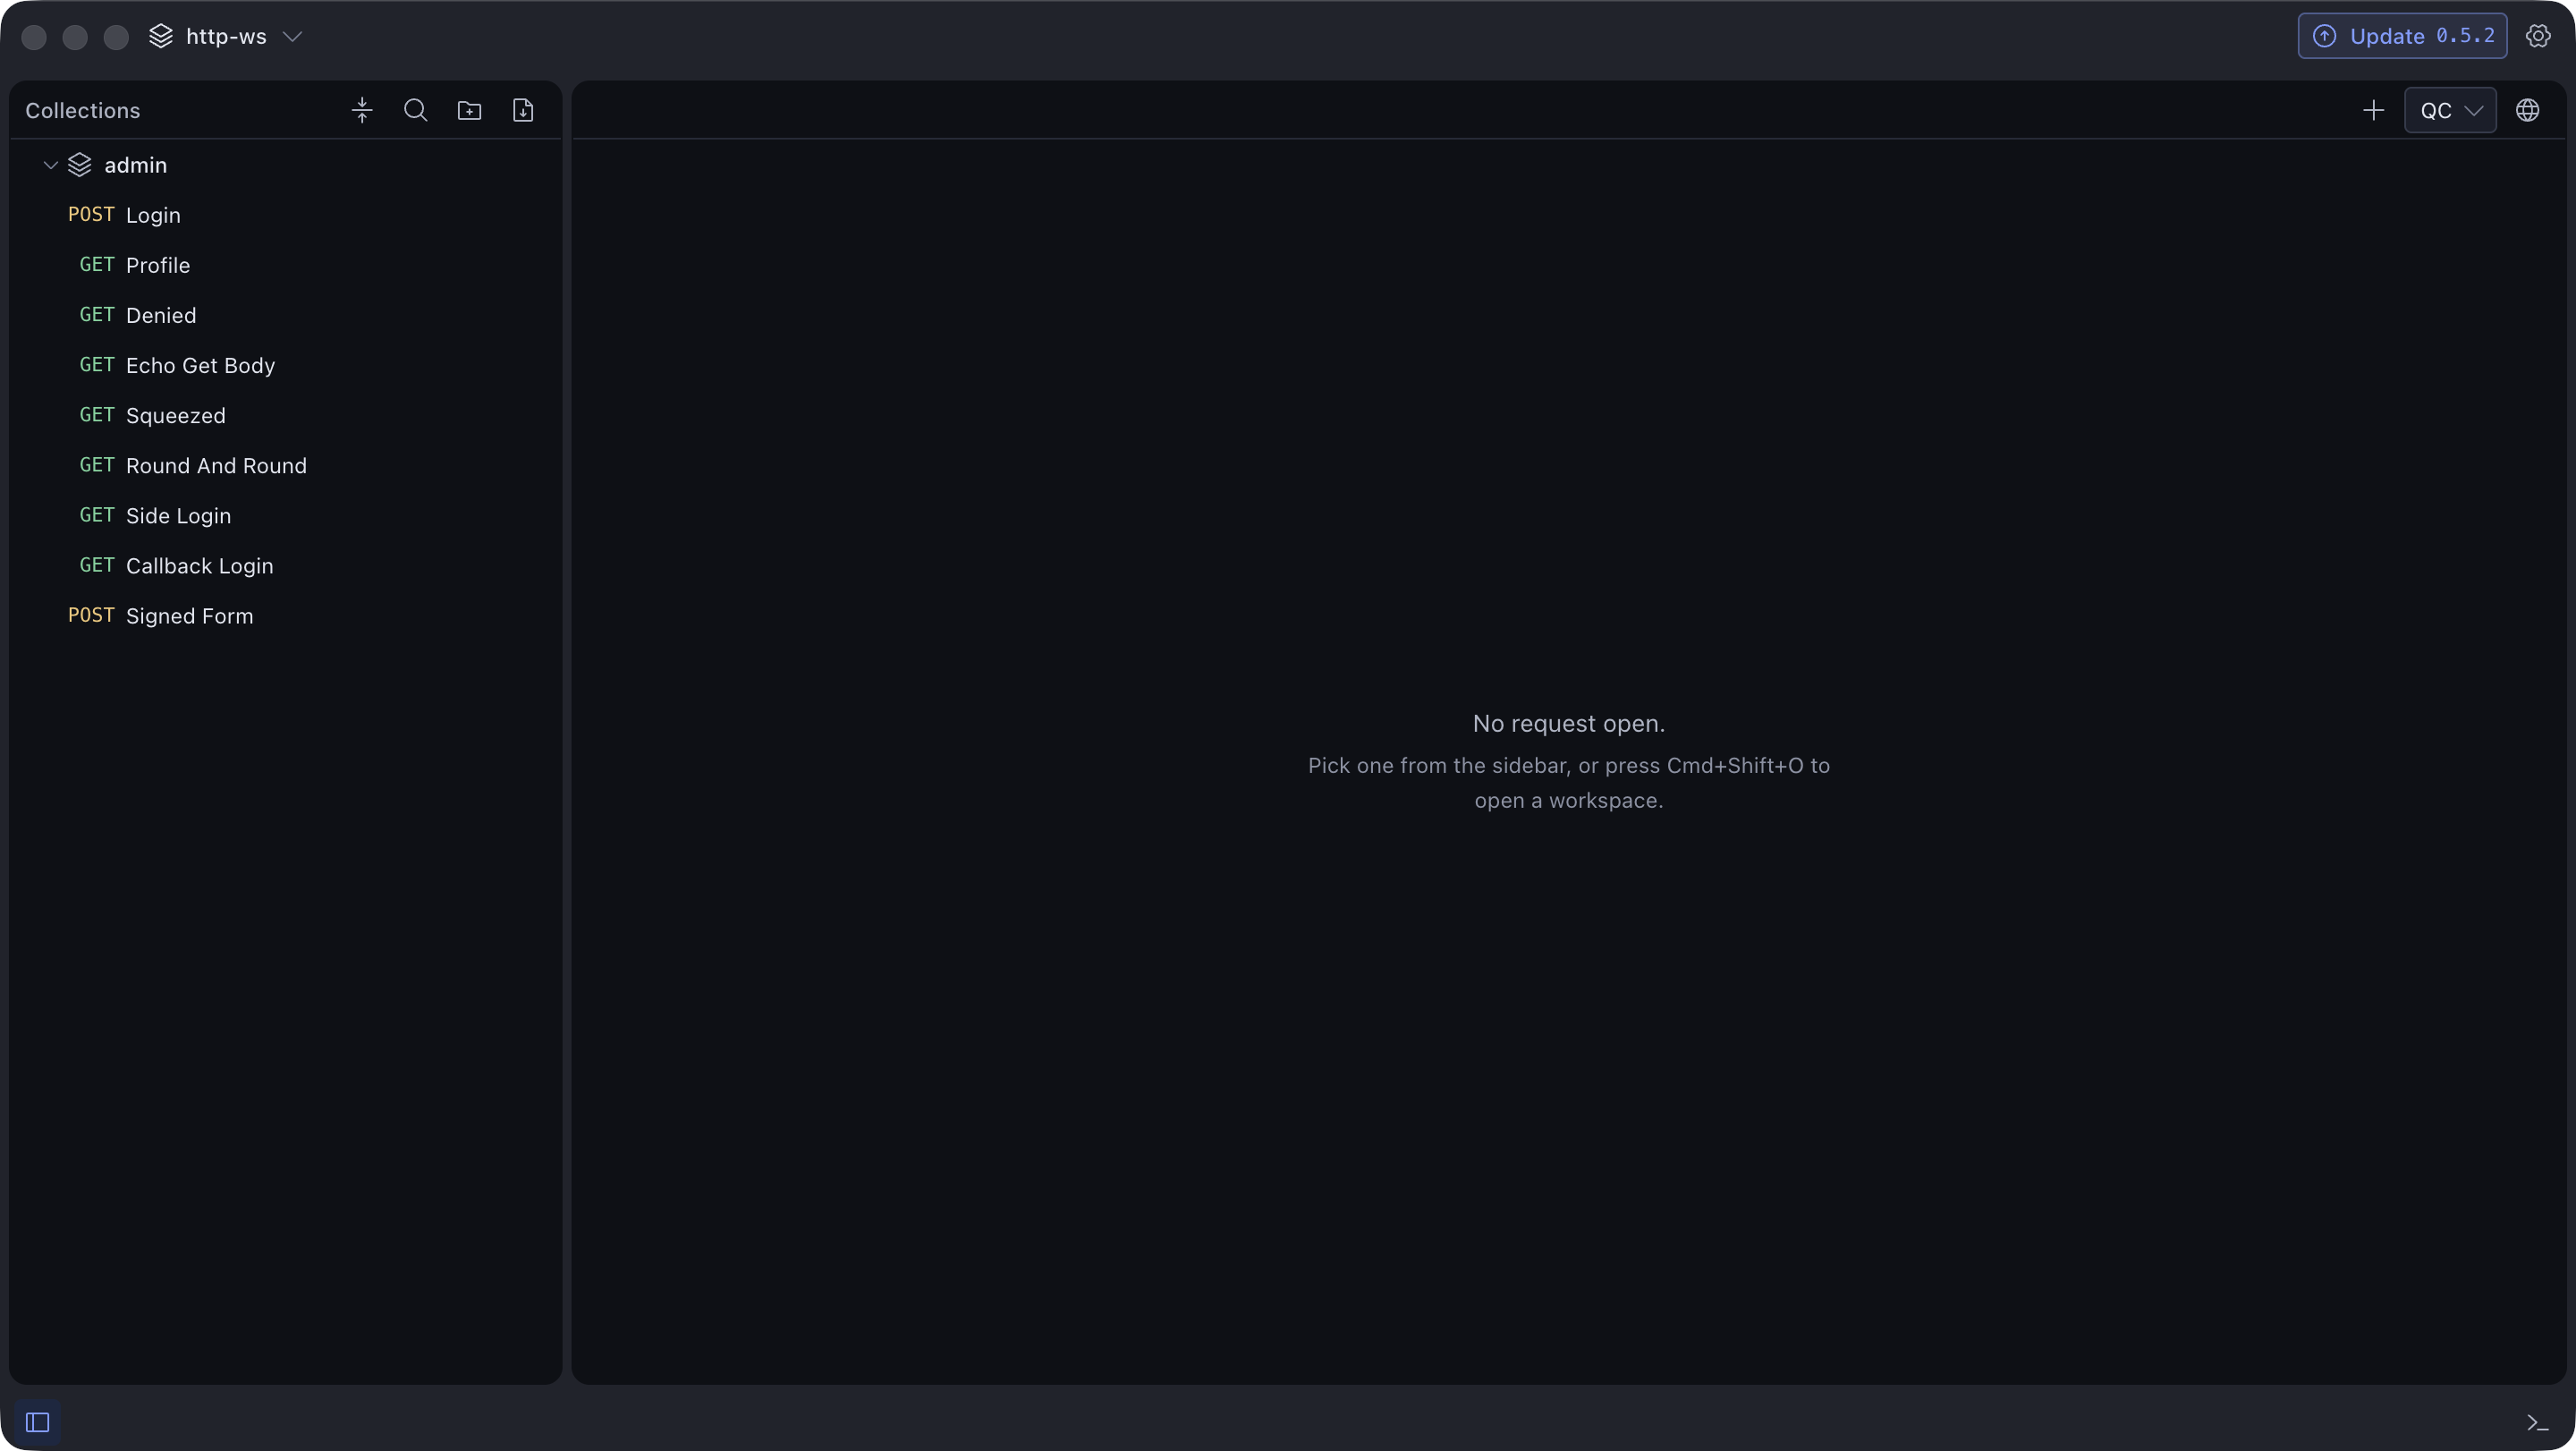 http-ws
Update 0.5.2
Collections
QC
admin
POST Login
GET Profile
GET Denied
GET Echo Get Body
GET Squeezed
GET Round And Round
GET Side Login
GET Callback Login
POST Signed Form
No request open.
Pick one from the sidebar, or press Cmd+Shift+O to
open a workspace.